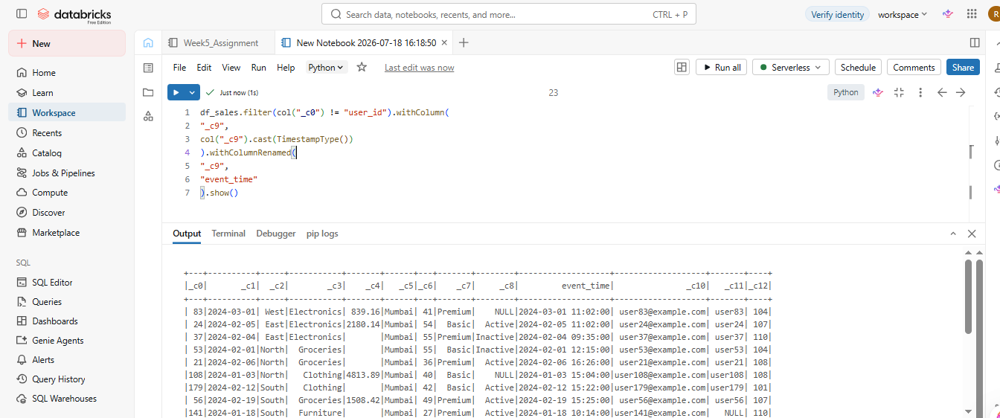 databricks
Free Edition
Search data, notebooks, recents, and more...
CTRL + P
Verify identity
workspace
R
New
Home
Learn
Workspace
Recents
Catalog
Jobs & Pipelines
Compute
Discover
Marketplace
SQL
SQL Editor
Queries
Dashboards
Genie Agents
Alerts
Query History
SQL Warehouses
Week5_Assignment
New Notebook 2026-07-18 16:18:50
File Edit View Run Help Python Last edit was now
Run all
Serverless
Schedule
Comments
Share
Just now (1s)
23
Python
1 df_sales.filter(col("_c0") != "user_id").withColumn(
2 "_c9",
3 col("_c9").cast(TimestampType())
4 ).withColumnRenamed(
5 "_c9",
6 "event_time"
7 ).show()
Output Terminal Debugger pip logs
+---+----------+-----+-----------+-------+------+---+-------+--------+-------------------+-------------------+-------+----+
|_c0|       _c1|  _c2|        _c3|    _c4|   _c5|_c6|    _c7|     _c8|         event_time|               _c10|   _c11|_c12|
+---+----------+-----+-----------+-------+------+---+-------+--------+-------------------+-------------------+-------+----+
| 83|2024-03-01| West|Electronics| 839.16|Mumbai| 41|Premium|    NULL|2024-03-01 11:02:00| user83@example.com| user83| 104|
| 24|2024-02-05| East|Electronics|2180.14|Mumbai| 54|  Basic|  Active|2024-02-05 11:02:00| user24@example.com| user24| 107|
| 37|2024-02-04| East|Electronics|       |Mumbai| 55|Premium|Inactive|2024-02-04 09:35:00| user37@example.com| user37| 110|
| 53|2024-02-01|North|  Groceries|       |Mumbai| 55|  Basic|Inactive|2024-02-01 12:15:00| user53@example.com| user53| 104|
| 21|2024-02-06|North|  Groceries|       |Mumbai| 36|Premium|  Active|2024-02-06 16:26:00| user21@example.com| user21| 108|
|108|2024-01-03|North|   Clothing|4813.89|Mumbai| 40|  Basic|    NULL|2024-01-03 15:04:00|user108@example.com|user108| 108|
|179|2024-02-12|South|   Clothing|       |Mumbai| 42|  Basic|  Active|2024-02-12 15:22:00|user179@example.com|user179| 101|
| 56|2024-02-19|South|  Groceries|1508.42|Mumbai| 49|Premium|  Active|2024-02-19 15:25:00| user56@example.com| user56| 107|
|141|2024-01-18|South|  Furniture|       |Mumbai| 27|Premium|  Active|2024-01-18 10:14:00|user141@example.com|   NULL| 110|